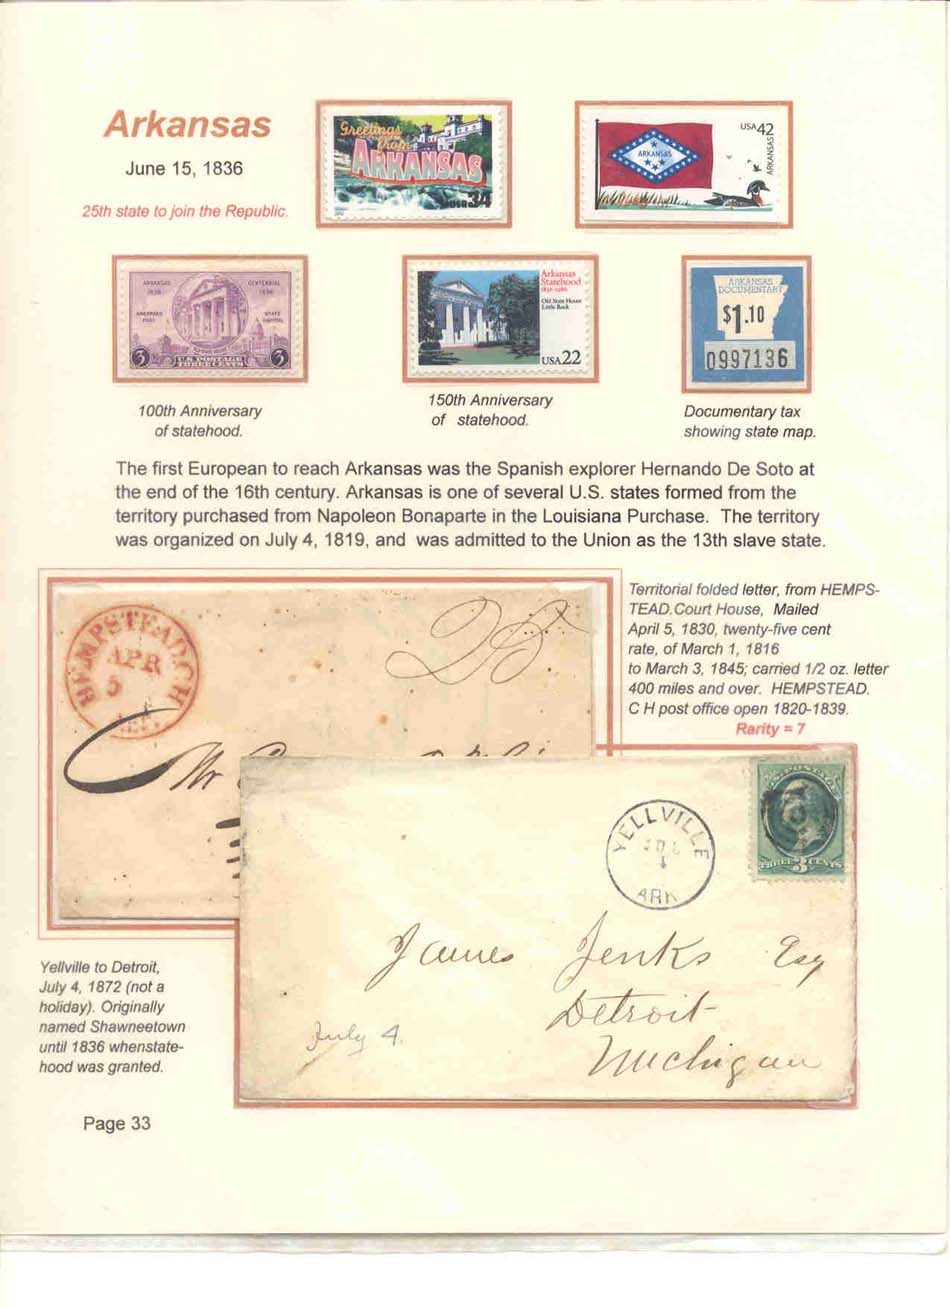 Arkansas
June 15, 1836
25th state to join the Republic.
Greetings
from
ARKANSAS
USA 34
USA 42
ARKANSAS
ARKANSAS
ARKANSAS
1836
CENTENNIAL
1936
ARKANSAS
POST
STATE
CAPITOL
3
U.S. POSTAGE
THREE CENTS
3
100th Anniversary
of statehood.
Arkansas
Statehood
1836-1986
Old State House
Little Rock
USA 22
150th Anniversary
of statehood.
ARKANSAS
DOCUMENTARY
$1.10
0997136
Documentary tax
showing state map.
The first European to reach Arkansas was the Spanish explorer Hernando De Soto at
the end of the 16th century. Arkansas is one of several U.S. states formed from the
territory purchased from Napoleon Bonaparte in the Louisiana Purchase. The territory
was organized on July 4, 1819, and was admitted to the Union as the 13th slave state.
Territorial folded letter, from HEMPS-
TEAD.Court House, Mailed
April 5, 1830, twenty-five cent
rate, of March 1, 1816
to March 3, 1845; carried 1/2 oz. letter
400 miles and over. HEMPSTEAD.
C H post office open 1820-1839.
Rarity = 7
HEMPSTEAD.CH
APR
5
25
Mr
YELLVILLE
JUL
4
ARK
THREE 3 CENTS
James Jenks Esq
Detroit
Michigan
July 4.
Yellville to Detroit,
July 4, 1872 (not a
holiday). Originally
named Shawneetown
until 1836 whenstate-
hood was granted.
Page 33